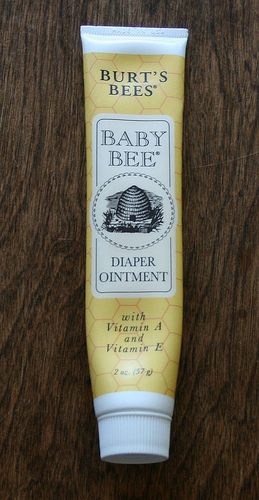 BURT'S
BEES®
BABY
BEE®
DIAPER
OINTMENT
with
Vitamin A
and
Vitamin E
2 oz. (57 g)